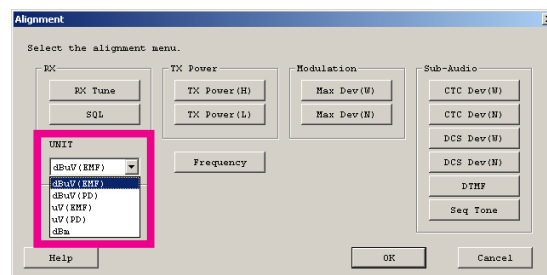 Alignment
Select the alignment menu.
RX
RX Tune
SQL
UNIT
dBuV(EMF)
dBuV(EMF)
dBuV(PD)
uV(EMF)
uV(PD)
dBm
TX Power
TX Power(H)
TX Power(L)
Frequency
Modulation
Max Dev(W)
Max Dev(N)
Sub-Audio
CTC Dev(W)
CTC Dev(N)
DCS Dev(W)
DCS Dev(N)
DTMF
Seq Tone
Help
OK
Cancel